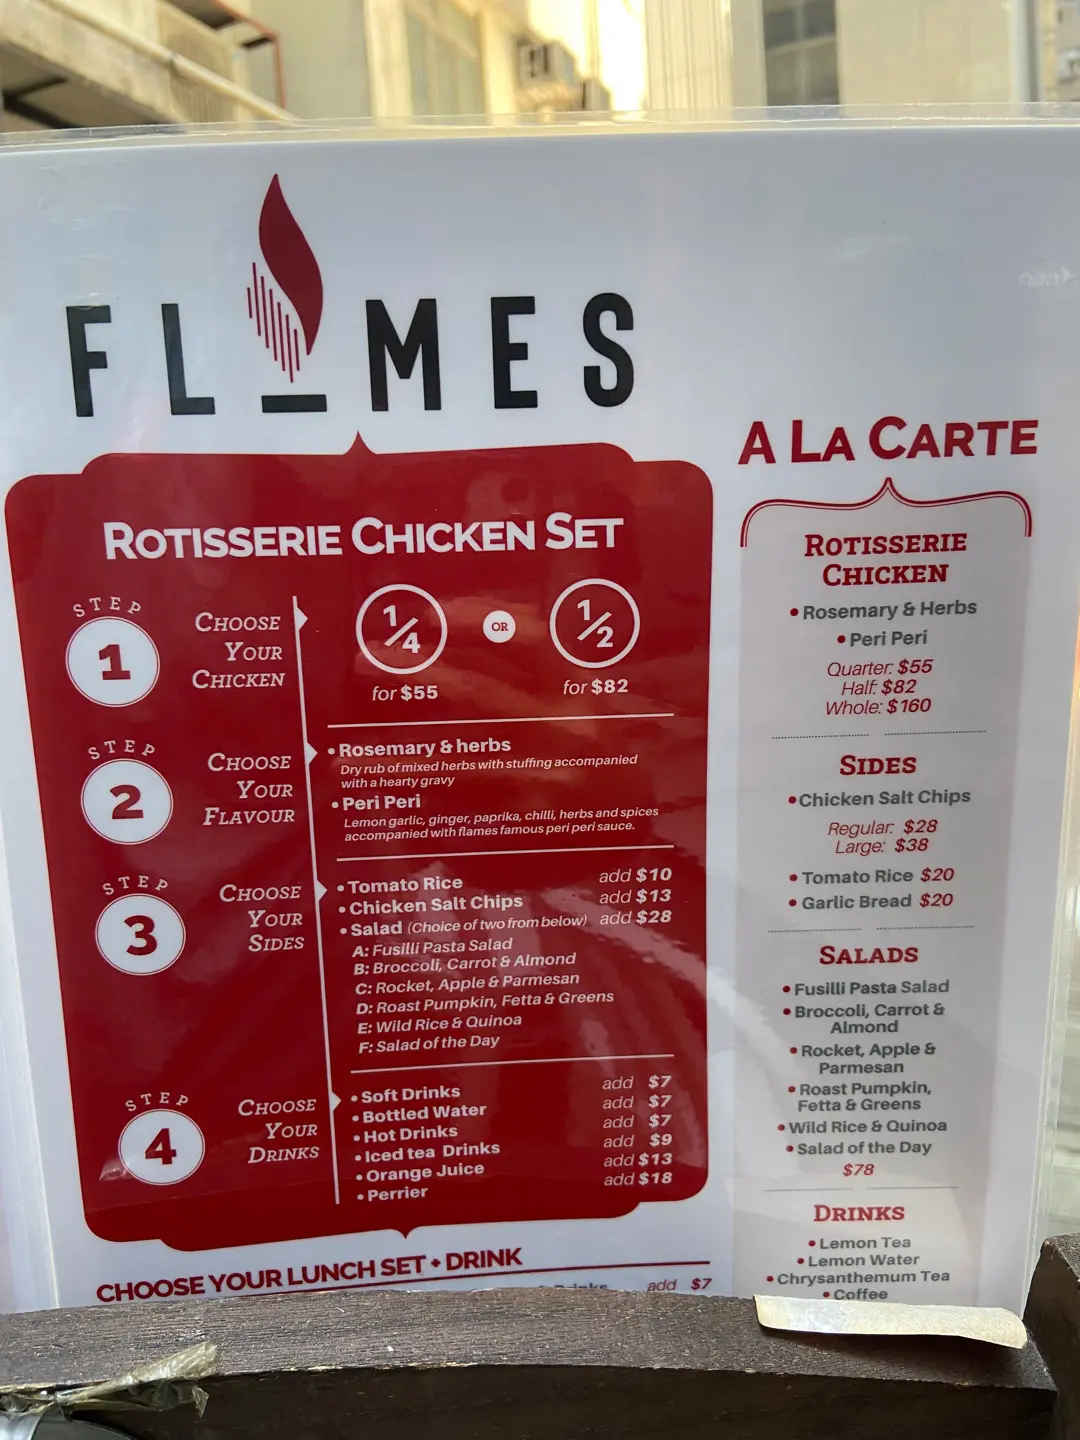 FLAMES
ROTISSERIE CHICKEN SET
STEP
1
CHOOSE
YOUR
CHICKEN
1/4
OR
1/2
for $55
for $82
STEP
2
CHOOSE
YOUR
FLAVOUR
• Rosemary & herbs
Dry rub of mixed herbs with stuffing accompanied
with a hearty gravy
• Peri Peri
Lemon garlic, ginger, paprika, chilli, herbs and spices
accompanied with flames famous peri peri sauce.
STEP
3
CHOOSE
YOUR
SIDES
• Tomato Rice add $10
• Chicken Salt Chips add $13
• Salad (Choice of two from below) add $28
A: Fusilli Pasta Salad
B: Broccoli, Carrot & Almond
C: Rocket, Apple & Parmesan
D: Roast Pumpkin, Fetta & Greens
E: Wild Rice & Quinoa
F: Salad of the Day
STEP
4
CHOOSE
YOUR
DRINKS
• Soft Drinks add $7
• Bottled Water add $7
• Hot Drinks add $7
• Iced tea Drinks add $9
• Orange Juice add $13
• Perrier add $18
CHOOSE YOUR LUNCH SET + DRINK
Drinks add $7
A LA CARTE
ROTISSERIE
CHICKEN
• Rosemary & Herbs
• Peri Peri
Quarter: $55
Half: $82
Whole: $160
SIDES
• Chicken Salt Chips
Regular: $28
Large: $38
• Tomato Rice $20
• Garlic Bread $20
SALADS
• Fusilli Pasta Salad
• Broccoli, Carrot &
Almond
• Rocket, Apple &
Parmesan
• Roast Pumpkin,
Fetta & Greens
• Wild Rice & Quinoa
• Salad of the Day
$78
DRINKS
• Lemon Tea
• Lemon Water
• Chrysanthemum Tea
• Coffee